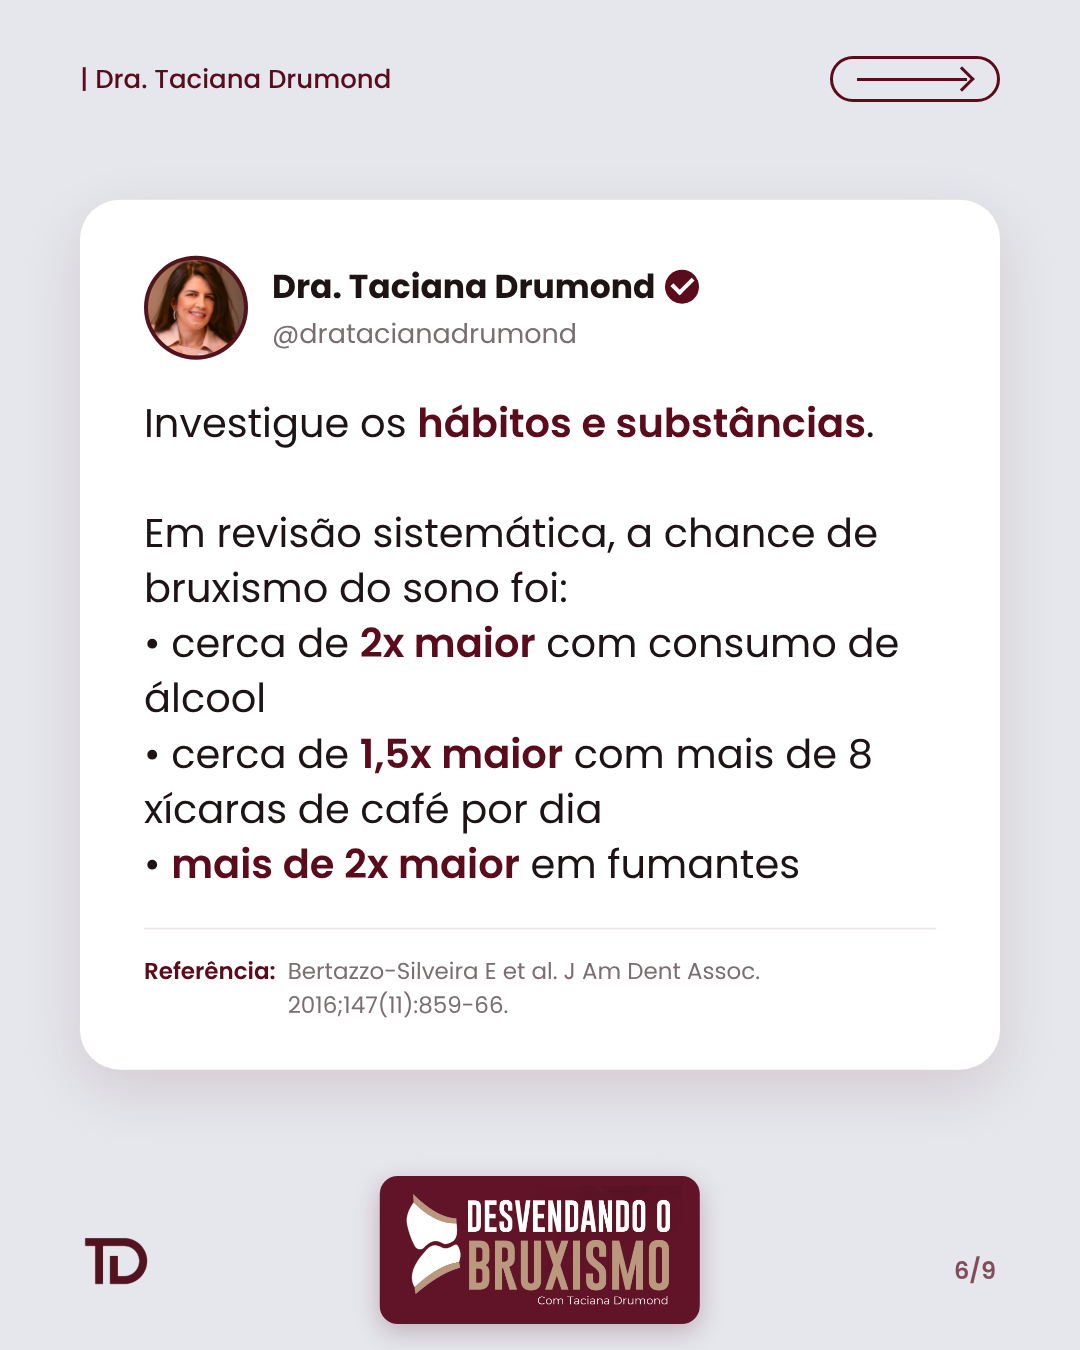 | Dra. Taciana Drumond
Dra. Taciana Drumond
@dratacianadrumond
Investigue os hábitos e substâncias.
Em revisão sistemática, a chance de
bruxismo do sono foi:
• cerca de 2x maior com consumo de
álcool
• cerca de 1,5x maior com mais de 8
xícaras de café por dia
• mais de 2x maior em fumantes
Referência: Bertazzo-Silveira E et al. J Am Dent Assoc.
2016;147(11):859-66.
TD
DESVENDANDO O
BRUXISMO
Com Taciana Drumond
6/9